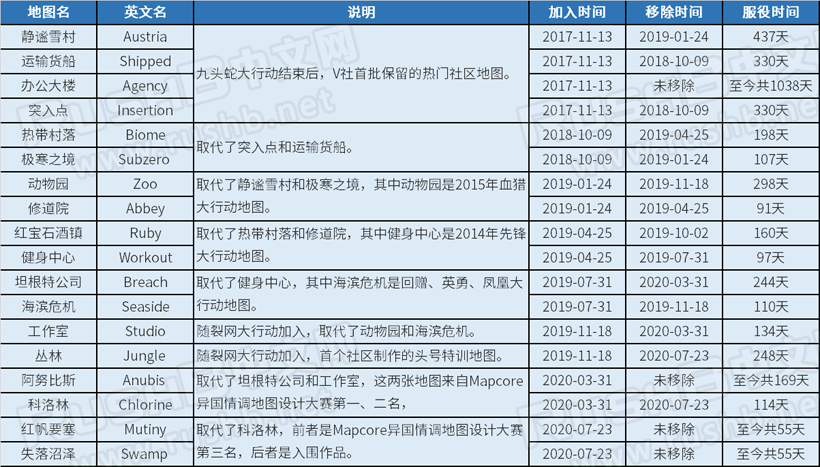 地图名 英文名 说明 加入时间 移除时间 服役时间
静谧雪村 Austria 2017-11-13 2019-01-24 437天
运输货船 Shipped 2017-11-13 2018-10-09 330天
九头蛇大行动结束后，V社首批保留的热门社区地图。
办公大楼 Agency 2017-11-13 未移除 至今共1038天
突入点 Insertion 2017-11-13 2018-10-09 330天
热带村落 Biome 2018-10-09 2019-04-25 198天
取代了突入点和运输货船。
极寒之境 Subzero 2018-10-09 2019-01-24 107天
动物园 Zoo 取代了静谧雪村和极寒之境，其中动物园是2015年血猎 2019-01-24 2019-11-18 298天
修道院 Abbey 大行动地图。 2019-01-24 2019-04-25 91天
红宝石酒镇 Ruby 取代了热带村落和修道院，其中健身中心是2014年先锋 2019-04-25 2019-10-02 160天
健身中心 Workout 大行动地图。 2019-04-25 2019-07-31 97天
坦根特公司 Breach 取代了健身中心，其中海滨危机是回赠、英勇、凤凰大 2019-07-31 2020-03-31 244天
海滨危机 Seaside 行动地图。 2019-07-31 2019-11-18 110天
工作室 Studio 随裂网大行动加入，取代了动物园和海滨危机。 2019-11-18 2020-03-31 134天
丛林 Jungle 随裂网大行动加入，首个社区制作的头号特训地图。 2019-11-18 2020-07-23 248天
阿努比斯 Anubis 取代了坦根特公司和工作室，这两张地图来自Mapcore 2020-03-31 未移除 至今共169天
科洛林 Chlorine 异国情调地图设计大赛第一、二名， 2020-03-31 2020-07-23 114天
红帆要塞 Mutiny 取代了科洛林，前者是Mapcore异国情调地图设计大赛 2020-07-23 未移除 至今共55天
失落沼泽 Swamp 第三名，后者是入围作品。 2020-07-23 未移除 至今共55天